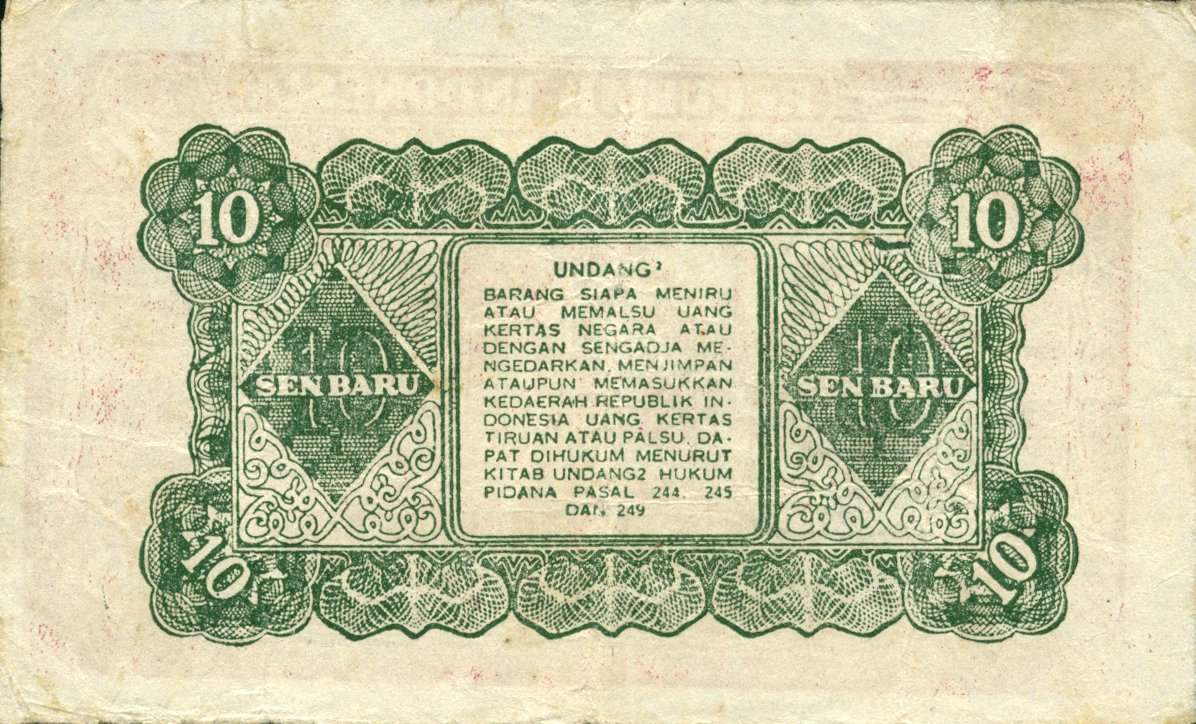 10
10
UNDANG²
BARANG SIAPA MENIRU
ATAU MEMALSU UANG
KERTAS NEGARA ATAU
DENGAN SENGADJA ME-
NGEDARKAN, MENJIMPAN
ATAUPUN MEMASUKKAN
KEDAERAH REPUBLIK IN-
DONESIA UANG KERTAS
TIRUAN ATAU PALSU, DA-
PAT DIHUKUM MENURUT
KITAB UNDANG2 HUKUM
PIDANA PASAL 244, 245
DAN 249
10
SEN BARU
10
SEN BARU
10
10